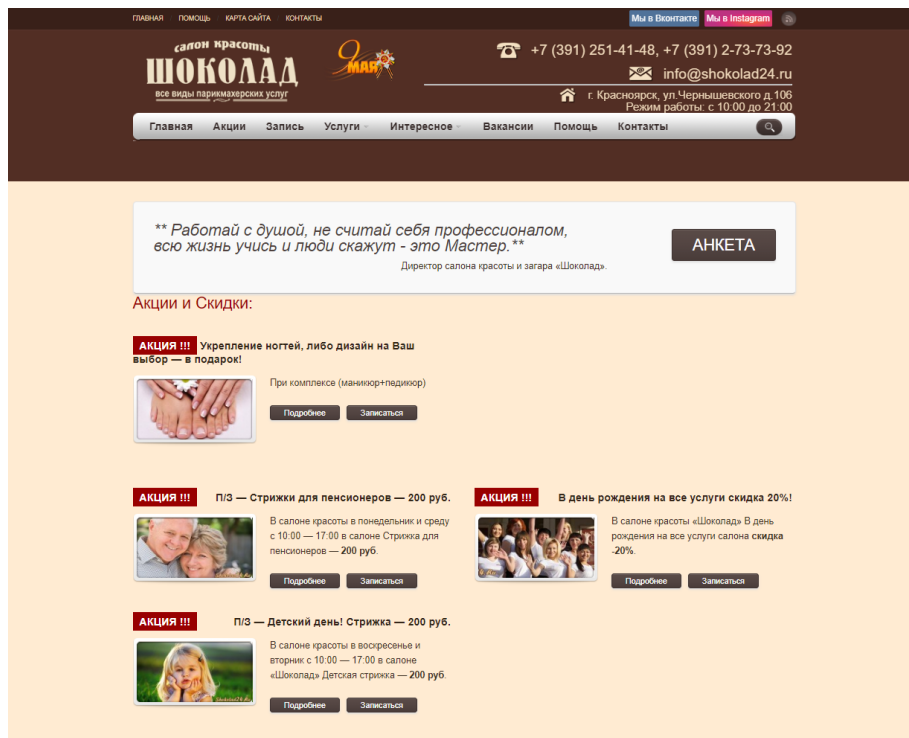 ГЛАВНАЯ ПОМОЩЬ КАРТА САЙТА КОНТАКТЫ
Мы в Вконтакте Мы в Instagram
салон красоты
ШОКОЛАД
все виды парикмахерских услуг
9 МАЯ
+7 (391) 251-41-48, +7 (391) 2-73-73-92
info@shokolad24.ru
г. Красноярск, ул.Чернышевского д.106
Режим работы: с 10:00 до 21:00
Главная Акции Запись Услуги Интересное Вакансии Помощь Контакты
** Работай с душой, не считай себя профессионалом,
всю жизнь учись и люди скажут - это Мастер.**
Директор салона красоты и загара «Шоколад».
АНКЕТА
Акции и Скидки:
АКЦИЯ !!! Укрепление ногтей, либо дизайн на Ваш
выбор — в подарок!
При комплексе (маникюр+педикюр)
Подробнее Записаться
АКЦИЯ !!! П/З — Стрижки для пенсионеров — 200 руб.
В салоне красоты в понедельник и среду
с 10:00 — 17:00 в салоне Стрижка для
пенсионеров — 200 руб.
Подробнее Записаться
АКЦИЯ !!! В день рождения на все услуги скидка 20%!
В салоне красоты «Шоколад» В день
рождения на все услуги салона скидка
-20%.
Подробнее Записаться
АКЦИЯ !!! П/З — Детский день! Стрижка — 200 руб.
В салоне красоты в воскресенье и
вторник с 10:00 — 17:00 в салоне
«Шоколад» Детская стрижка — 200 руб.
Подробнее Записаться